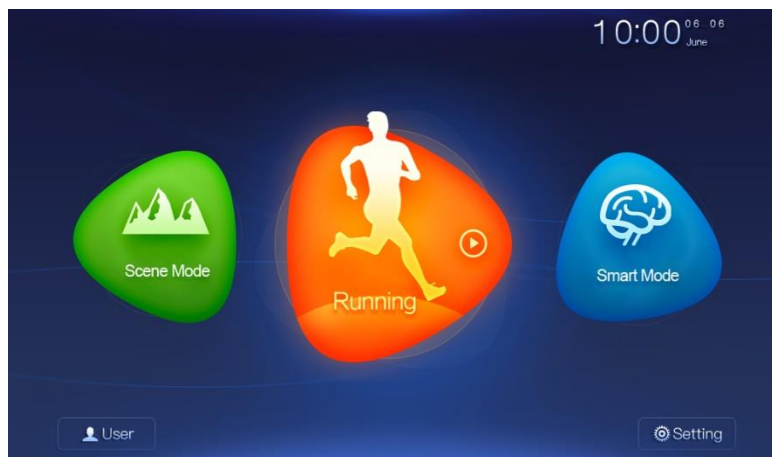 10:00 06-06
June
Scene Mode
Running
Smart Mode
User
Setting